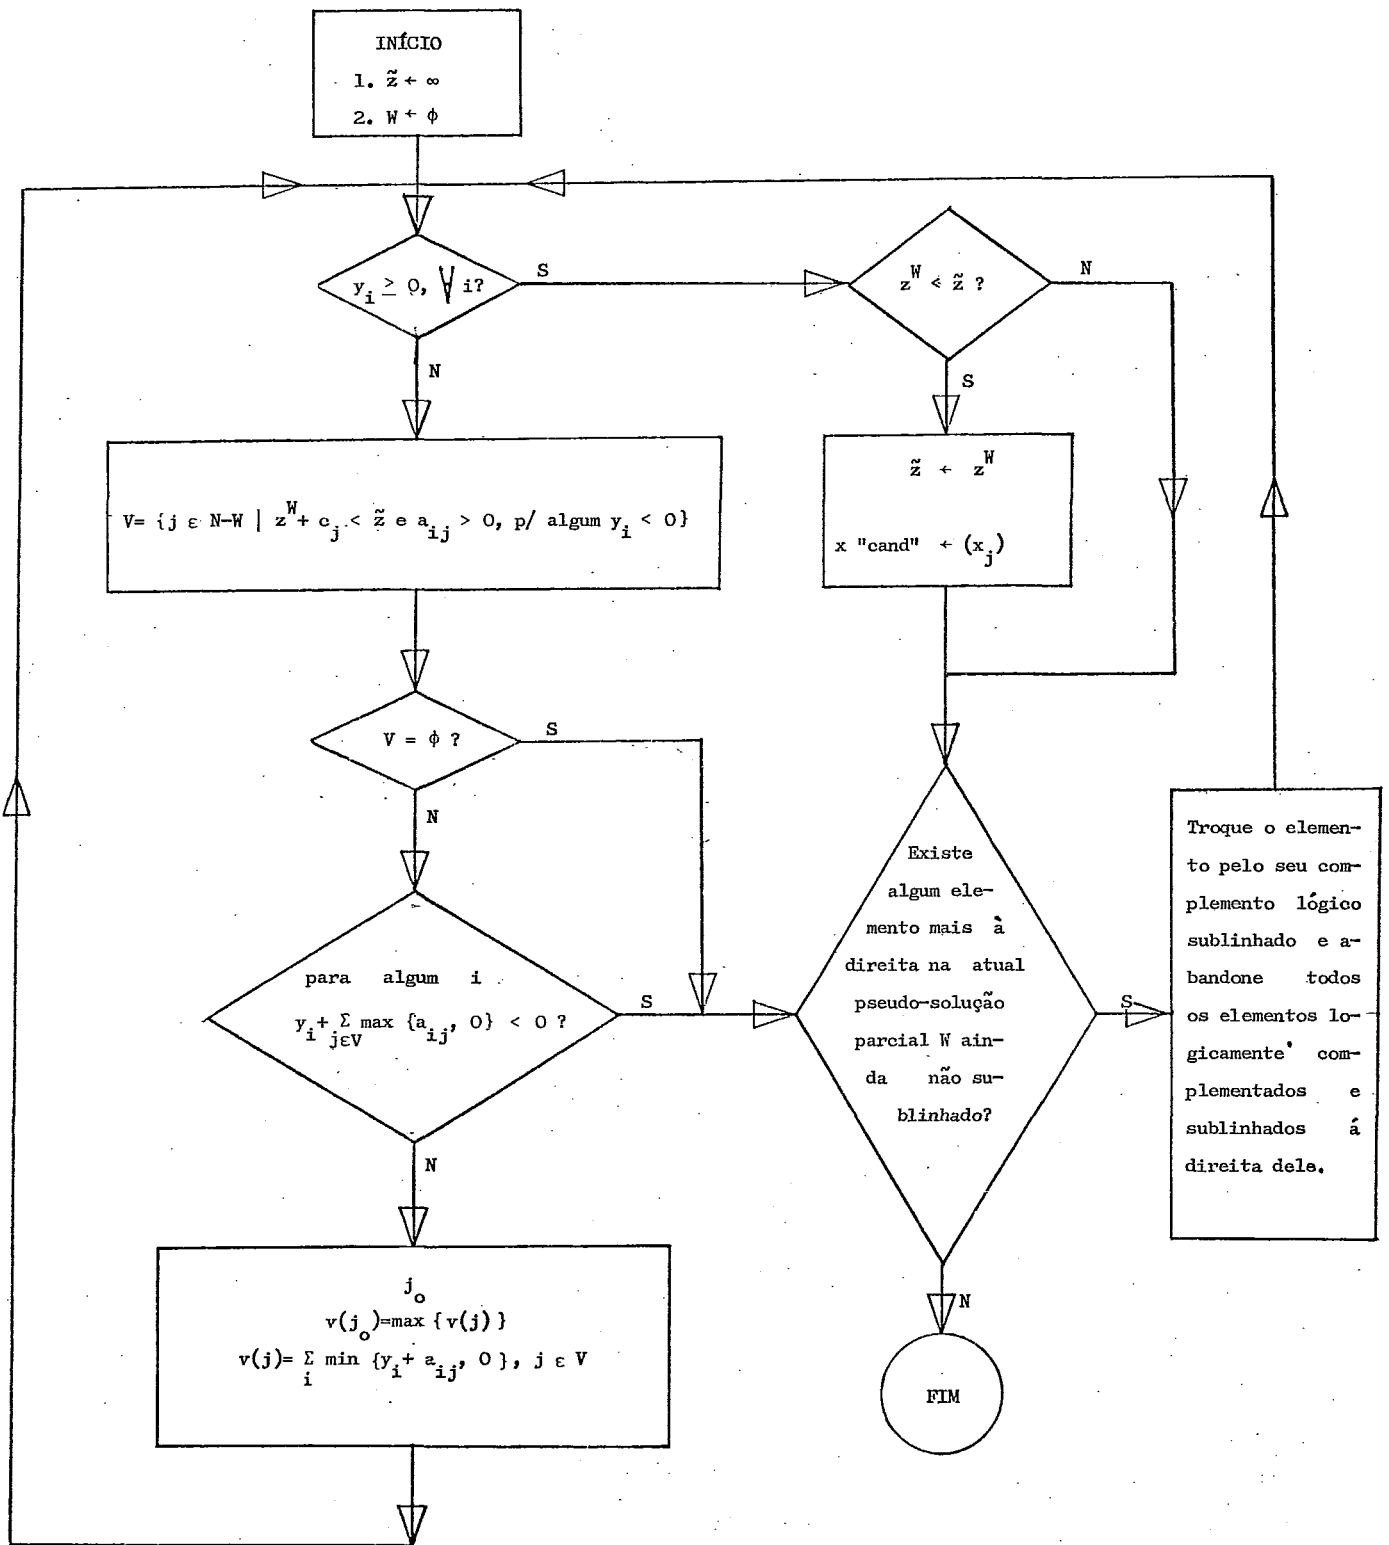 INÍCIO
1. z̃ ← ∞
2. W ← ϕ
y_i ≥ 0, ∀ i?
S
N
z^W < z̃ ?
N
S
z̃ ← z^W
x "cand" ← (x_j)
V= {j ε N-W | z^W + c_j < z̃ e a_ij > 0, p/ algum y_i < 0}
V = ϕ ?
S
N
para algum i
y_i + Σ_jεV max {a_ij, 0} < 0 ?
S
N
Existe
algum ele-
mento mais à
direita na atual
pseudo-solução
parcial W ain-
da não su-
blinhado?
S
N
Troque o elemen-
to pelo seu com-
plemento lógico
sublinhado e a-
bandone todos
os elementos lo-
gicamente com-
plementados e
sublinhados á
direita dele.
j_o
v(j_o)=max {v(j)}
v(j)= Σ_i min {y_i + a_ij, 0}, j ε V
FIM